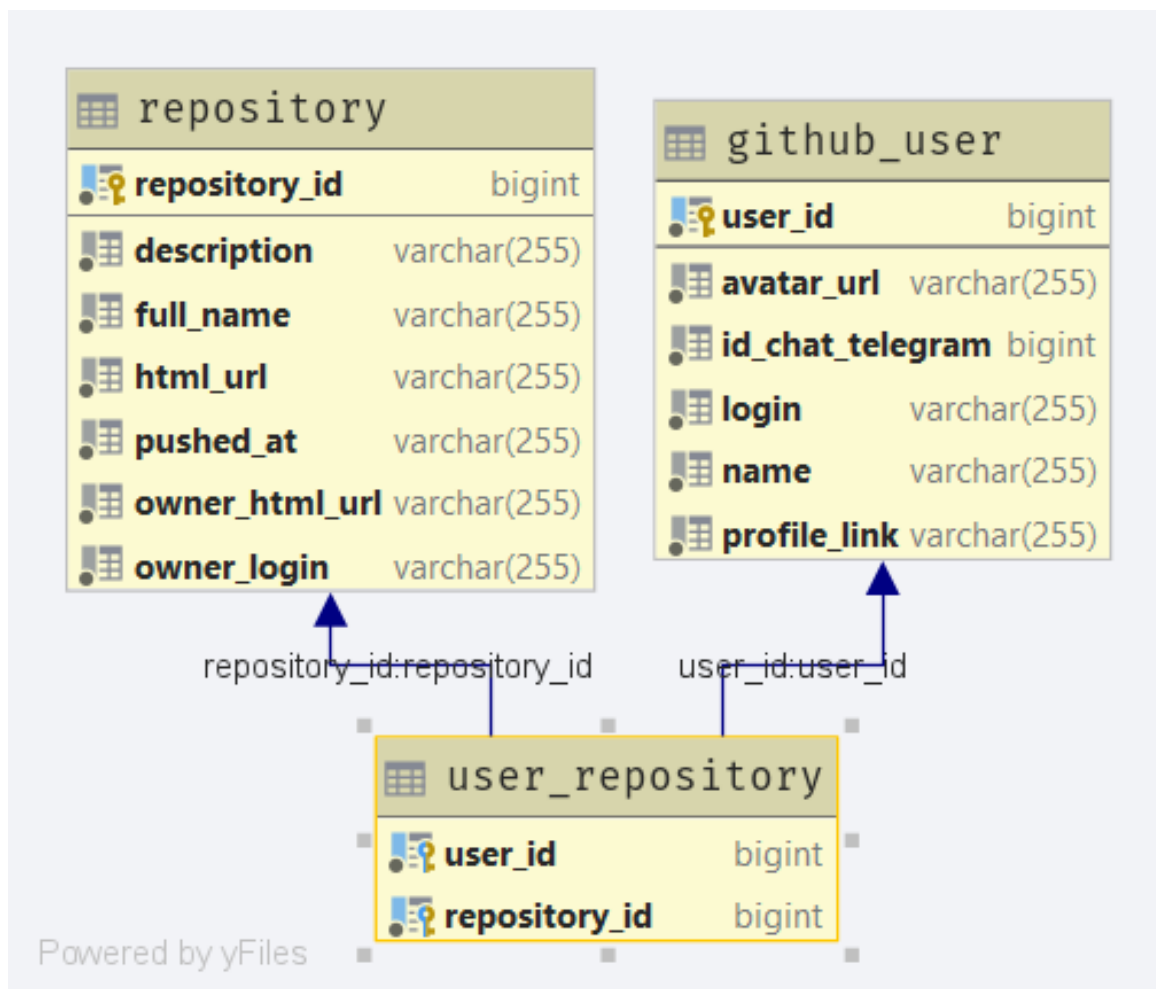 repository
repository_id bigint
description varchar(255)
full_name varchar(255)
html_url varchar(255)
pushed_at varchar(255)
owner_html_url varchar(255)
owner_login varchar(255)
github_user
user_id bigint
avatar_url varchar(255)
id_chat_telegram bigint
login varchar(255)
name varchar(255)
profile_link varchar(255)
repository_id:repository_id
user_id:user_id
user_repository
user_id bigint
repository_id bigint
Powered by yFiles